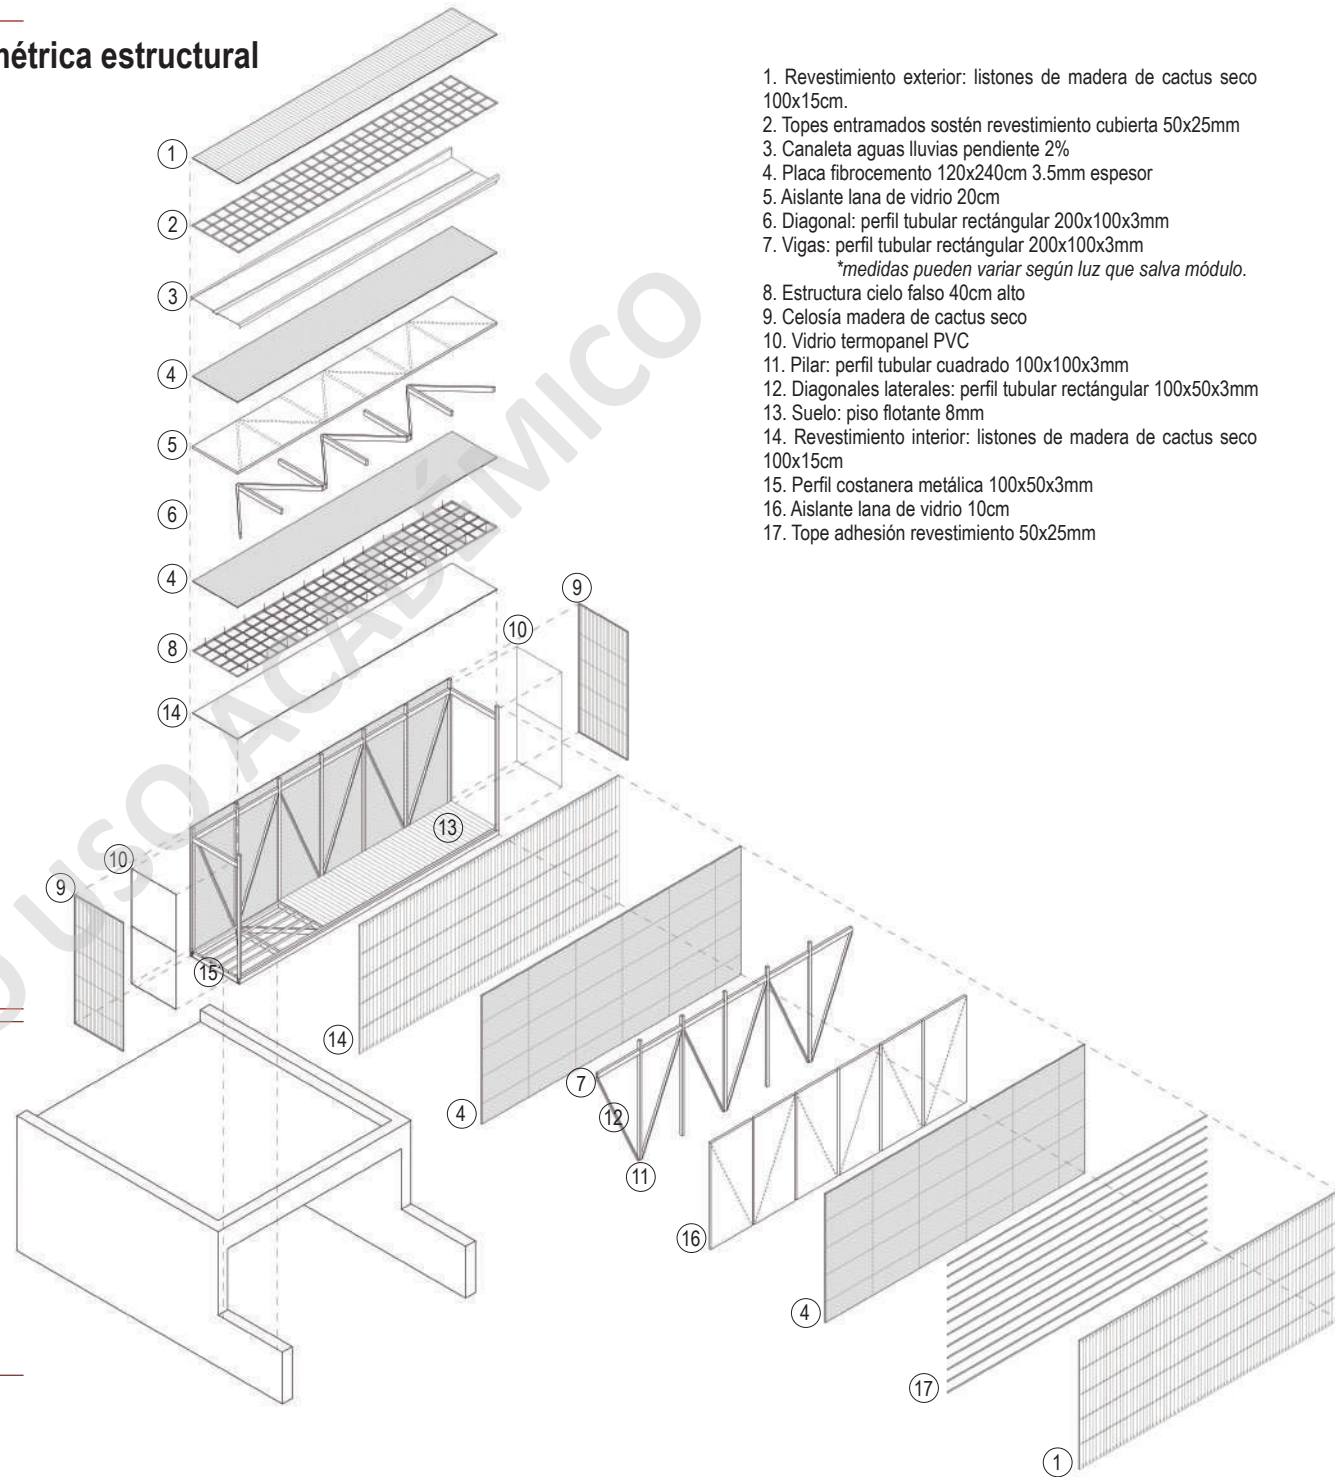 métrica estructural
1. Revestimiento exterior: listones de madera de cactus seco
100x15cm.
2. Topes entramados sostén revestimiento cubierta 50x25mm
3. Canaleta aguas lluvias pendiente 2%
4. Placa fibrocemento 120x240cm 3.5mm espesor
5. Aislante lana de vidrio 20cm
6. Diagonal: perfil tubular rectángular 200x100x3mm
7. Vigas: perfil tubular rectángular 200x100x3mm
*medidas pueden variar según luz que salva módulo.
8. Estructura cielo falso 40cm alto
9. Celosía madera de cactus seco
10. Vidrio termopanel PVC
11. Pilar: perfil tubular cuadrado 100x100x3mm
12. Diagonales laterales: perfil tubular rectángular 100x50x3mm
13. Suelo: piso flotante 8mm
14. Revestimiento interior: listones de madera de cactus seco
100x15cm
15. Perfil costanera metálica 100x50x3mm
16. Aislante lana de vidrio 10cm
17. Tope adhesión revestimiento 50x25mm
1
2
3
4
5
6
4
8
14
9
10
13
10
9
15
14
7
4
12
11
16
4
17
1
O USO ACADÉMICO